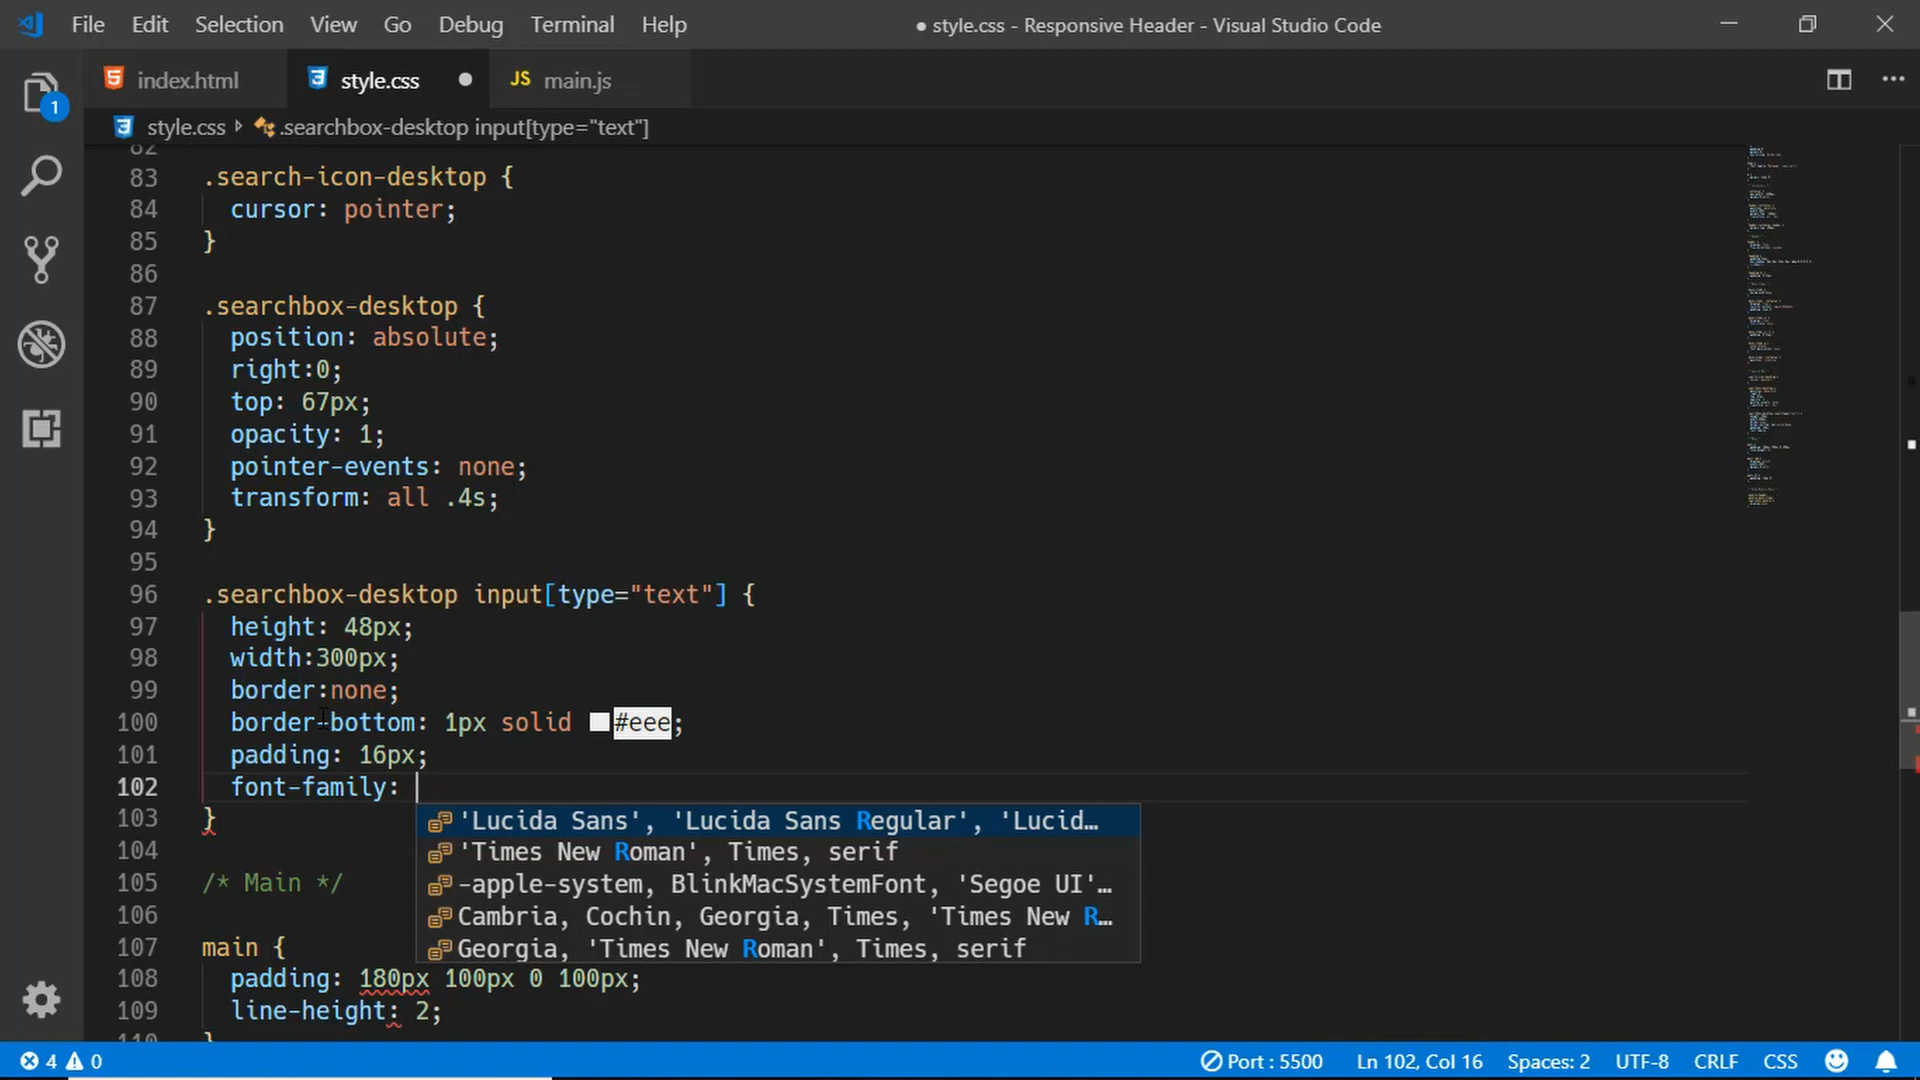 File Edit Selection View Go Debug Terminal Help ● style.css - Responsive Header - Visual Studio Code
index.html style.css ● JS main.js
style.css .searchbox-desktop input[type="text"]
82
83 .search-icon-desktop {
84 cursor: pointer;
85 }
86
87 .searchbox-desktop {
88 position: absolute;
89 right:0;
90 top: 67px;
91 opacity: 1;
92 pointer-events: none;
93 transform: all .4s;
94 }
95
96 .searchbox-desktop input[type="text"] {
97 height: 48px;
98 width:300px;
99 border:none;
100 border-bottom: 1px solid #eee;
101 padding: 16px;
102 font-family:
'Lucida Sans', 'Lucida Sans Regular', 'Lucid…
103 }
'Times New Roman', Times, serif
104
-apple-system, BlinkMacSystemFont, 'Segoe UI'…
105 /* Main */
Cambria, Cochin, Georgia, Times, 'Times New R…
106
Georgia, 'Times New Roman', Times, serif
107 main {
108 padding: 180px 100px 0 100px;
109 line-height: 2;
110 }
1
4 0 Port : 5500 Ln 102, Col 16 Spaces: 2 UTF-8 CRLF CSS